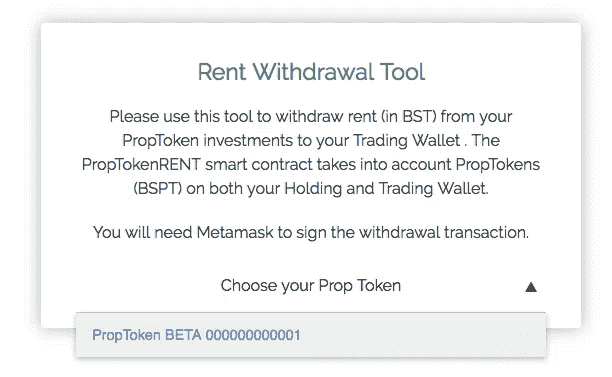 Rent Withdrawal Tool
Please use this tool to withdraw rent (in BST) from your
PropToken investments to your Trading Wallet . The
PropTokenRENT smart contract takes into account PropTokens
(BSPT) on both your Holding and Trading Wallet.
You will need Metamask to sign the withdrawal transaction.
Choose your Prop Token
PropToken BETA 000000000001